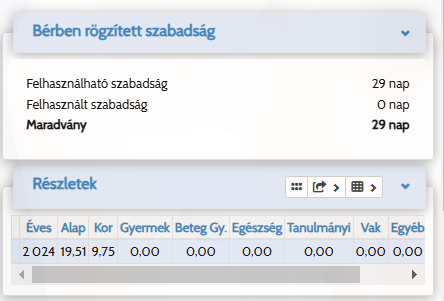 Bérben rögzített szabadság
Felhasználható szabadság 29 nap
Felhasznált szabadság 0 nap
Maradvány 29 nap
Részletek
Éves Alap Kor Gyermek Beteg Gy. Egészség Tanulmányi Vak Egyéb
2 024 19,51 9,75 0,00 0,00 0,00 0,00 0,00 0,00